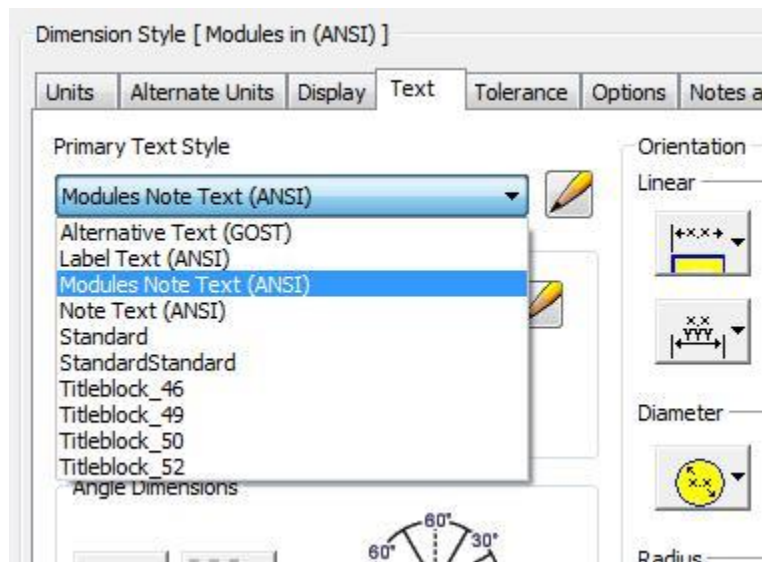 Dimension Style [ Modules in (ANSI) ]
Units Alternate Units Display Text Tolerance Options Notes a
Primary Text Style
Modules Note Text (ANSI)
Alternative Text (GOST)
Label Text (ANSI)
Modules Note Text (ANSI)
Note Text (ANSI)
Standard
StandardStandard
Titleblock_46
Titleblock_49
Titleblock_50
Titleblock_52
Angle Dimensions
60°
60°
30°
Orientation
Linear
x.x
x.x
YYY
Diameter
x.x
Radius